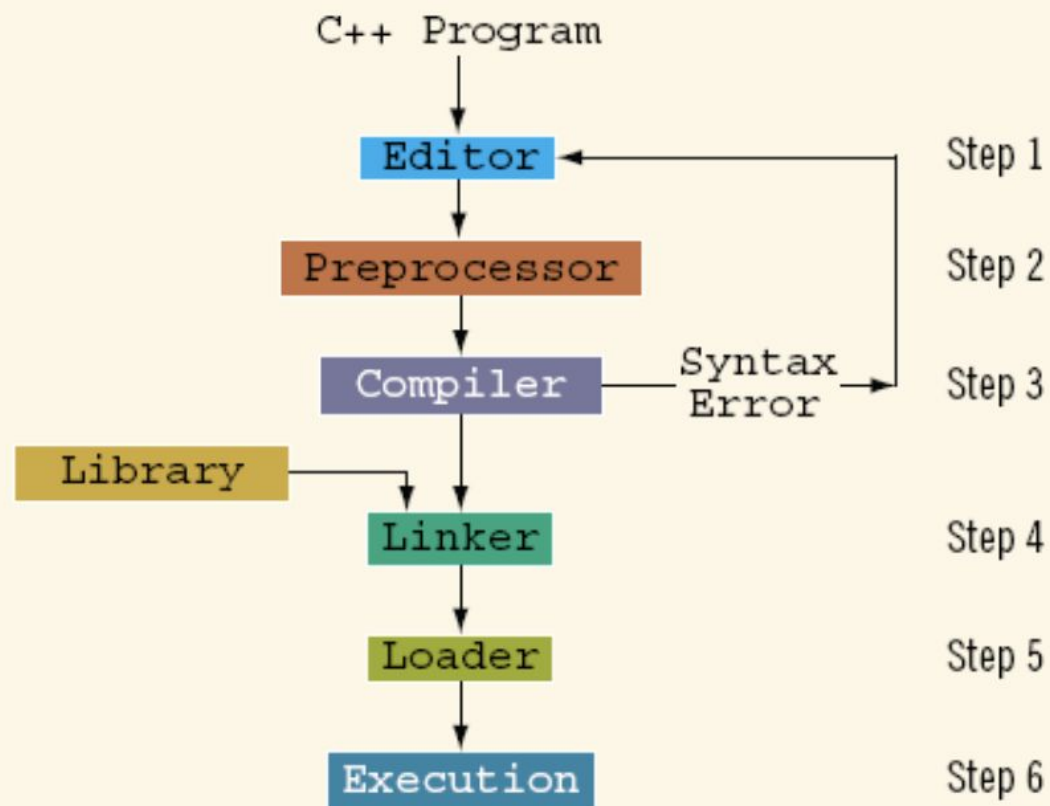 C++ Program
Editor
Step 1
Preprocessor
Step 2
Compiler
Syntax
Error
Step 3
Library
Linker
Step 4
Loader
Step 5
Execution
Step 6